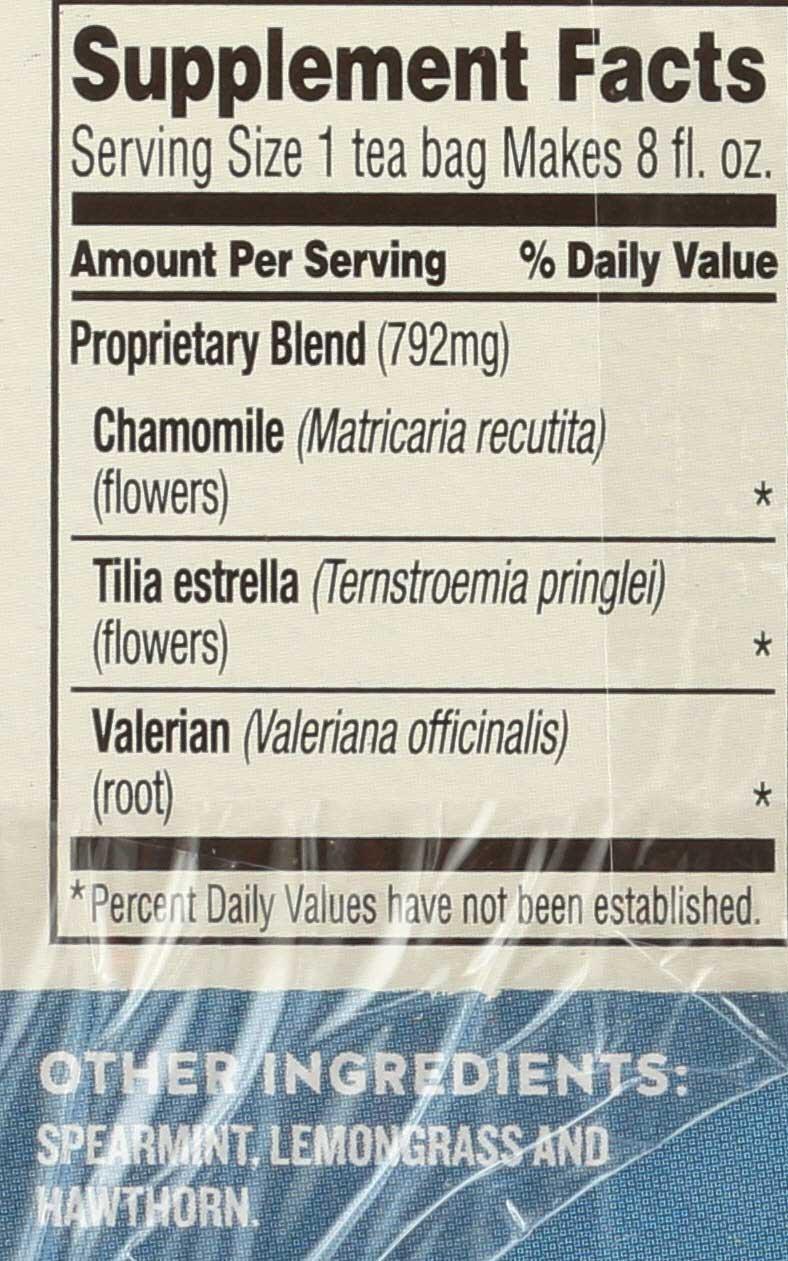 Supplement Facts
Serving Size 1 tea bag Makes 8 fl. oz.
Amount Per Serving % Daily Value
Proprietary Blend (792mg)
Chamomile (Matricaria recutita)
(flowers) *
Tilia estrella (Ternstroemia pringlei)
(flowers) *
Valerian (Valeriana officinalis)
(root) *
*Percent Daily Values have not been established.
OTHER INGREDIENTS:
SPEARMINT, LEMONGRASS AND
HAWTHORN.